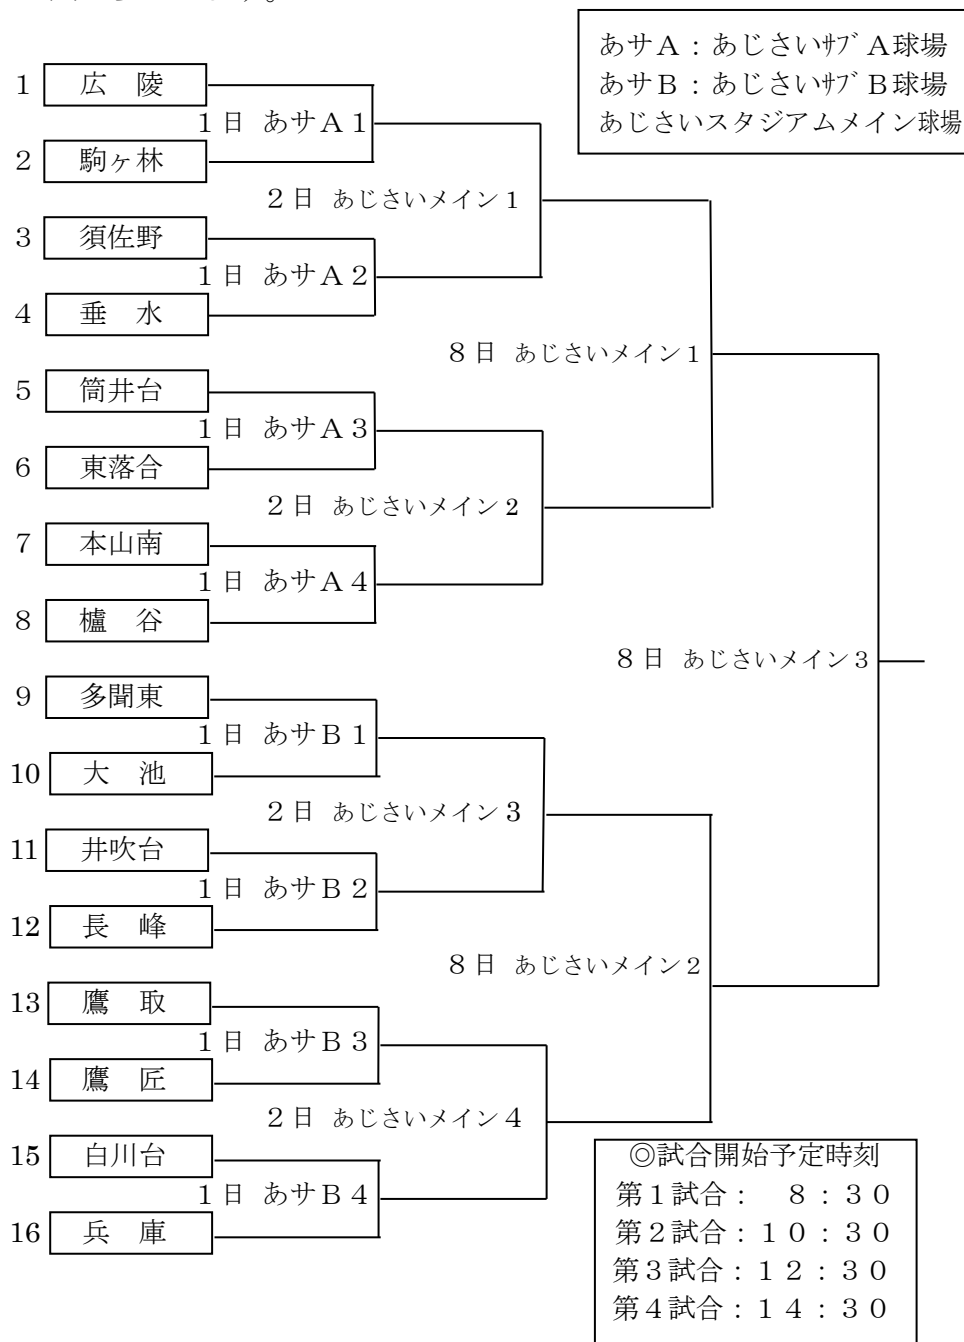 あサＡ：あじさいｻﾌﾞＡ球場
あサＢ：あじさいｻﾌﾞＢ球場
あじさいスタジアムメイン球場
1 広　陵
１日 あサＡ１
2 駒ヶ林
２日 あじさいメイン１
3 須佐野
１日 あサＡ２
4 垂　水
８日 あじさいメイン１
5 筒井台
１日 あサＡ３
6 東落合
２日 あじさいメイン２
7 本山南
１日 あサＡ４
8 櫨　谷
８日 あじさいメイン３
9 多聞東
１日 あサＢ１
10 大　池
２日 あじさいメイン３
11 井吹台
１日 あサＢ２
12 長　峰
８日 あじさいメイン２
13 鷹　取
１日 あサＢ３
14 鷹　匠
２日 あじさいメイン４
15 白川台
１日 あサＢ４
16 兵　庫
◎試合開始予定時刻
第１試合：　８：３０
第２試合：１０：３０
第３試合：１２：３０
第４試合：１４：３０